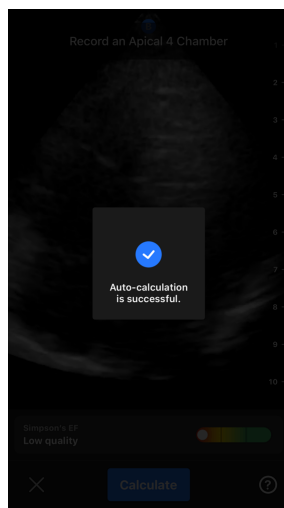 Record an Apical 4 Chamber
2
3
4
5
6
7
8
9
10
Auto-calculation
is successful.
Simpson's EF
Low quality
Calculate
?